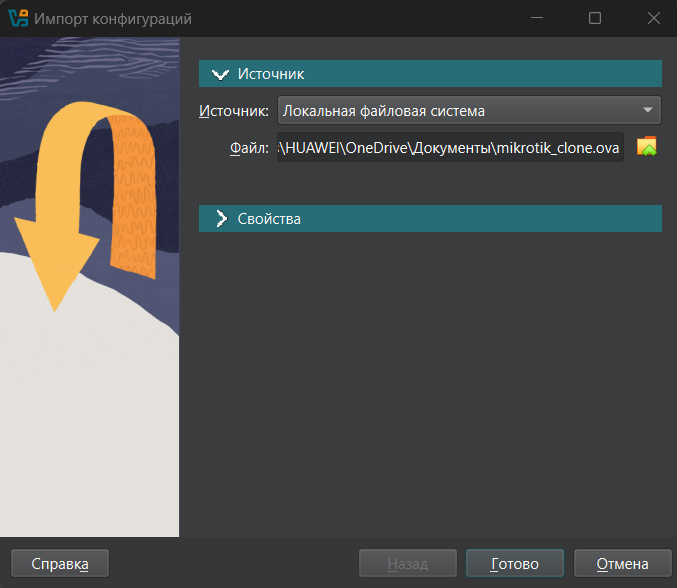 Импорт конфигураций
Источник
Источник: Локальная файловая система
Файл: \HUAWEI\OneDrive\Документы\mikrotik_clone.ova
Свойства
Справка Назад Готово Отмена